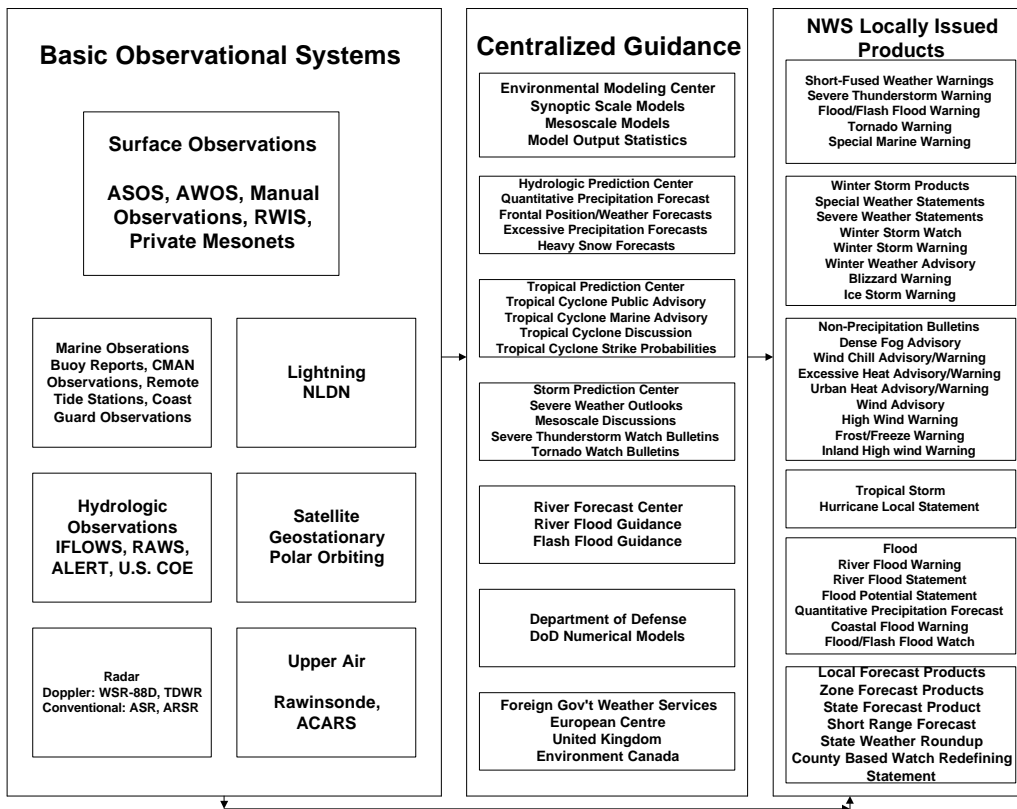 Basic Observational Systems
Surface Observations
ASOS, AWOS, Manual
Observations, RWIS,
Private Mesonets
Marine Obserations
Buoy Reports, CMAN
Observations, Remote
Tide Stations, Coast
Guard Observations
Lightning
NLDN
Hydrologic
Observations
IFLOWS, RAWS,
ALERT, U.S. COE
Satellite
Geostationary
Polar Orbiting
Radar
Doppler: WSR-88D, TDWR
Conventional: ASR, ARSR
Upper Air
Rawinsonde,
ACARS
Centralized Guidance
Environmental Modeling Center
Synoptic Scale Models
Mesoscale Models
Model Output Statistics
Hydrologic Prediction Center
Quantitative Precipitation Forecast
Frontal Position/Weather Forecasts
Excessive Precipitation Forecasts
Heavy Snow Forecasts
Tropical Prediction Center
Tropical Cyclone Public Advisory
Tropical Cyclone Marine Advisory
Tropical Cyclone Discussion
Tropical Cyclone Strike Probabilities
Storm Prediction Center
Severe Weather Outlooks
Mesoscale Discussions
Severe Thunderstorm Watch Bulletins
Tornado Watch Bulletins
River Forecast Center
River Flood Guidance
Flash Flood Guidance
Department of Defense
DoD Numerical Models
Foreign Gov't Weather Services
European Centre
United Kingdom
Environment Canada
NWS Locally Issued
Products
Short-Fused Weather Warnings
Severe Thunderstorm Warning
Flood/Flash Flood Warning
Tornado Warning
Special Marine Warning
Winter Storm Products
Special Weather Statements
Severe Weather Statements
Winter Storm Watch
Winter Storm Warning
Winter Weather Advisory
Blizzard Warning
Ice Storm Warning
Non-Precipitation Bulletins
Dense Fog Advisory
Wind Chill Advisory/Warning
Excessive Heat Advisory/Warning
Urban Heat Advisory/Warning
Wind Advisory
High Wind Warning
Frost/Freeze Warning
Inland High wind Warning
Tropical Storm
Hurricane Local Statement
Flood
River Flood Warning
River Flood Statement
Flood Potential Statement
Quantitative Precipitation Forecast
Coastal Flood Warning
Flood/Flash Flood Watch
Local Forecast Products
Zone Forecast Products
State Forecast Product
Short Range Forecast
State Weather Roundup
County Based Watch Redefining
Statement